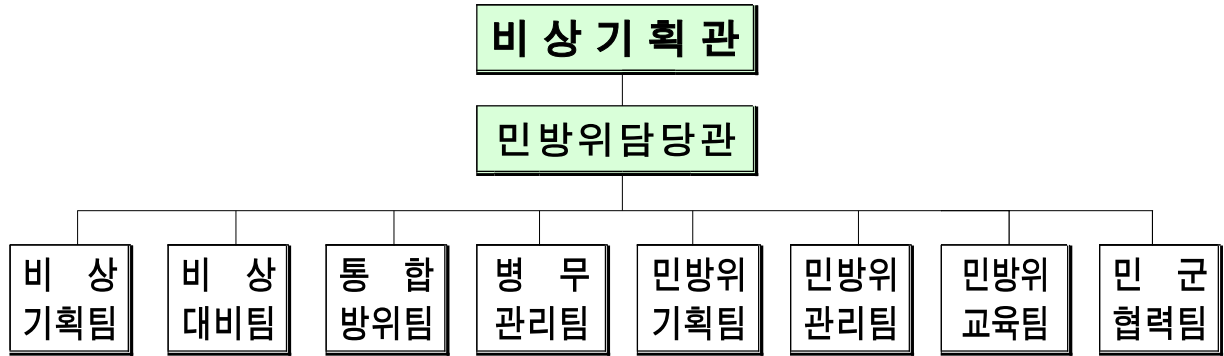 비상기획관
민방위담당관
비 상
기획팀
비 상
대비팀
통 합
방위팀
병 무
관리팀
민방위
기획팀
민방위
관리팀
민방위
교육팀
민 군
협력팀